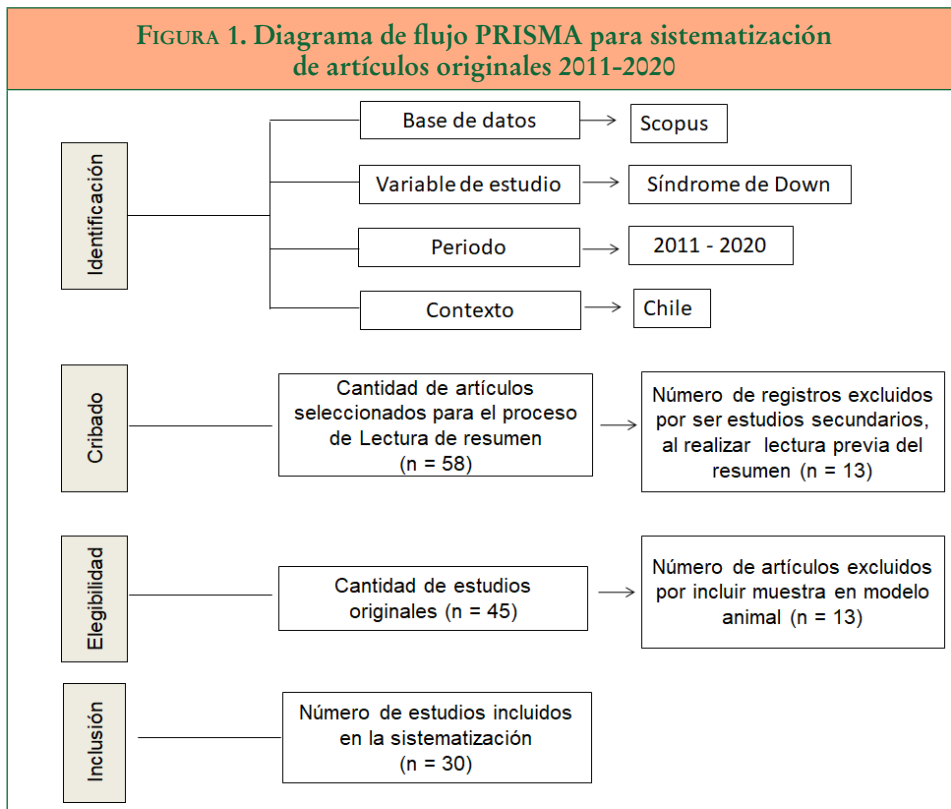 FIGURA 1. Diagrama de flujo PRISMA para sistematización
de artículos originales 2011-2020
Identificación
Base de datos
Scopus
Variable de estudio
Síndrome de Down
Periodo
2011 - 2020
Contexto
Chile
Cribado
Cantidad de artículos
seleccionados para el proceso
de Lectura de resumen
(n = 58)
Número de registros excluidos
por ser estudios secundarios,
al realizar lectura previa del
resumen (n = 13)
Elegibilidad
Cantidad de estudios
originales (n = 45)
Número de artículos excluidos
por incluir muestra en modelo
animal (n = 13)
Inclusión
Número de estudios incluidos
en la sistematización
(n = 30)